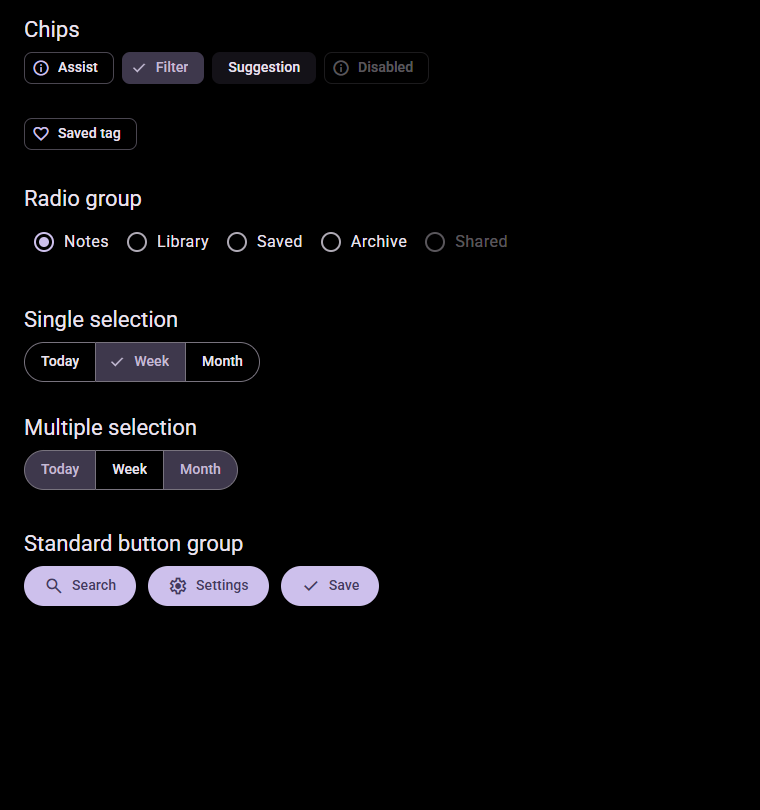 Chips
Assist Filter Suggestion Disabled
Saved tag
Radio group
Notes Library Saved Archive Shared
Single selection
Today Week Month
Multiple selection
Today Week Month
Standard button group
Search Settings Save